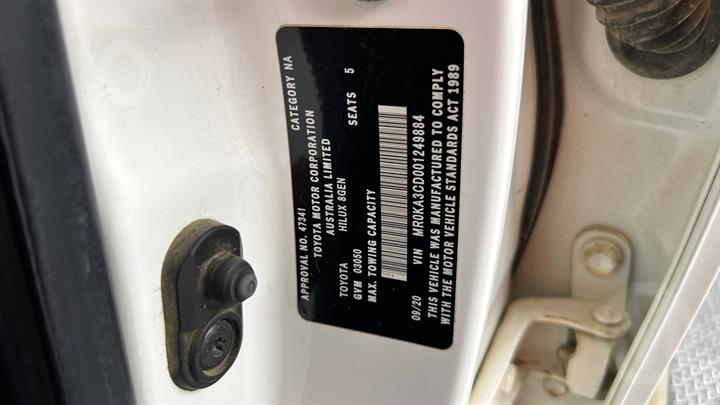 APPROVAL NO. 47341 CATEGORY NA
TOYOTA MOTOR CORPORATION
AUSTRALIA LIMITED
HILUX 8GEN SEATS 5
TOYOTA
GVM 03050
MAX. TOWING CAPACITY
09/20 VIN MR0KA3CD001249884
THIS VEHICLE WAS MANUFACTURED TO COMPLY
WITH THE MOTOR VEHICLE STANDARDS ACT 1989